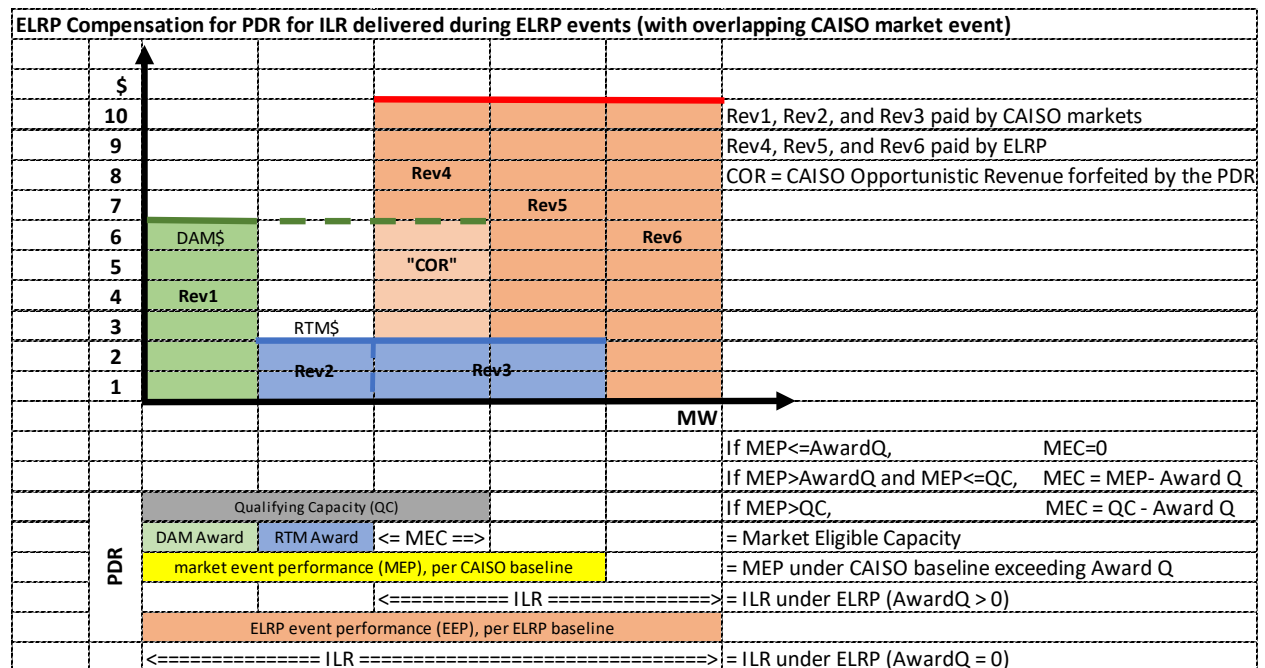 ELRP Compensation for PDR for ILR delivered during ELRP events (with overlapping CAISO market event)
$
10 Rev1, Rev2, and Rev3 paid by CAISO markets
9 Rev4, Rev5, and Rev6 paid by ELRP
8 Rev4 COR = CAISO Opportunistic Revenue forfeited by the PDR
7 Rev5
6 DAM$ Rev6
5 "COR"
4 Rev1
3 RTM$
2
Rev2 Rev3
1
MW
If MEP<=AwardQ, MEC=0
If MEP>AwardQ and MEP<=QC, MEC = MEP- Award Q
Qualifying Capacity (QC) If MEP>QC, MEC = QC - Award Q
DAM Award RTM Award <= MEC ==> = Market Eligible Capacity
PDR
market event performance (MEP), per CAISO baseline = MEP under CAISO baseline exceeding Award Q
<=========== ILR ===============> = ILR under ELRP (AwardQ > 0)
ELRP event performance (EEP), per ELRP baseline
<================ ILR ==================================> = ILR under ELRP (AwardQ = 0)